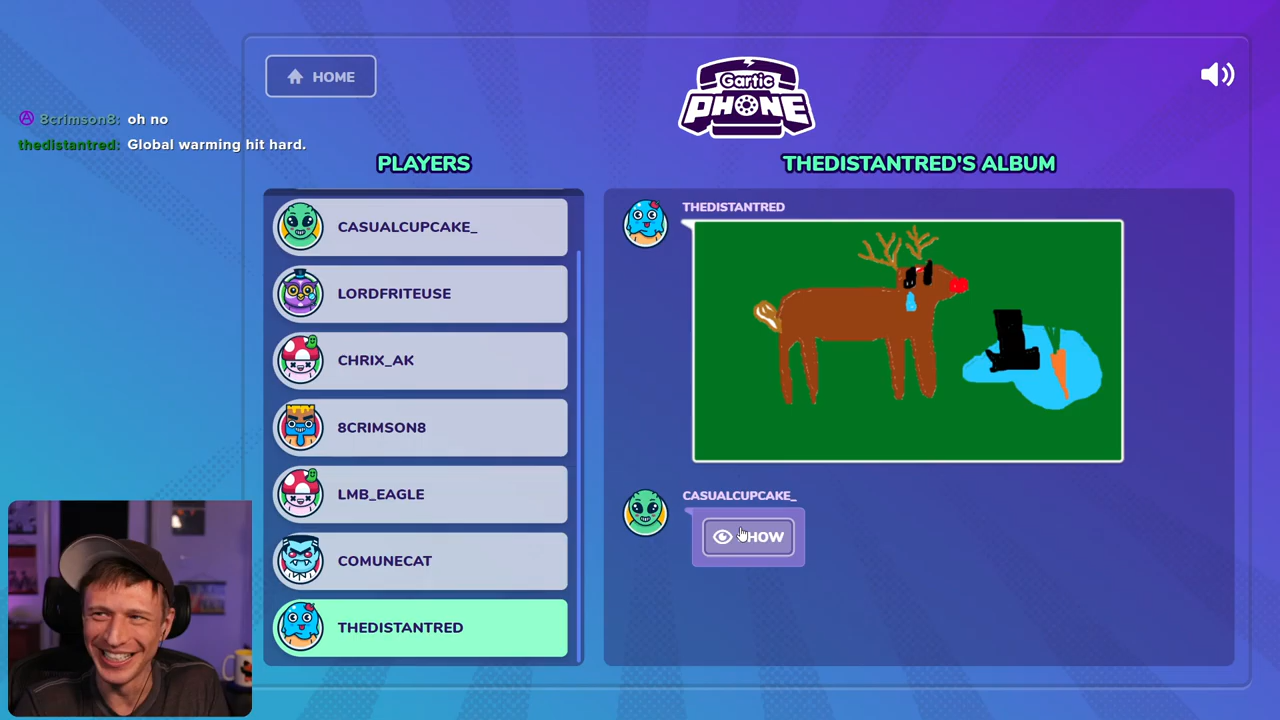 HOME
Gartic
PHONE
8crimson8: oh no
thedistantred: Global warming hit hard.
PLAYERS
CASUALCUPCAKE_
LORDFRITEUSE
CHRIX_AK
8CRIMSON8
LMB_EAGLE
COMUNECAT
THEDISTANTRED
THEDISTANTRED'S ALBUM
THEDISTANTRED
CASUALCUPCAKE_
SHOW